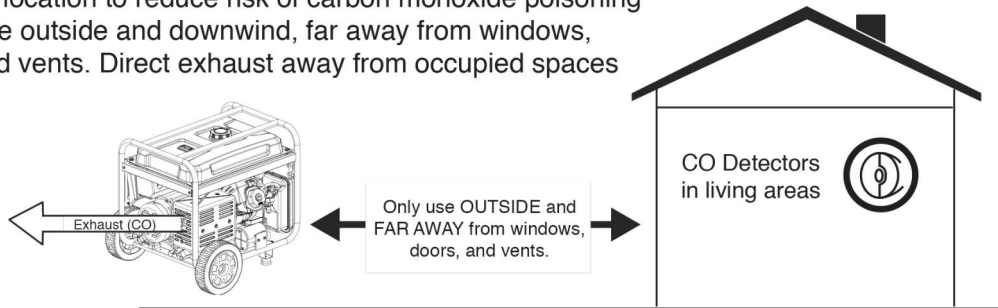 location to reduce risk of carbon monoxide poisoning
e outside and downwind, far away from windows,
d vents. Direct exhaust away from occupied spaces
CO Detectors
in living areas
Exhaust (CO)
Only use OUTSIDE and
FAR AWAY from windows,
doors, and vents.